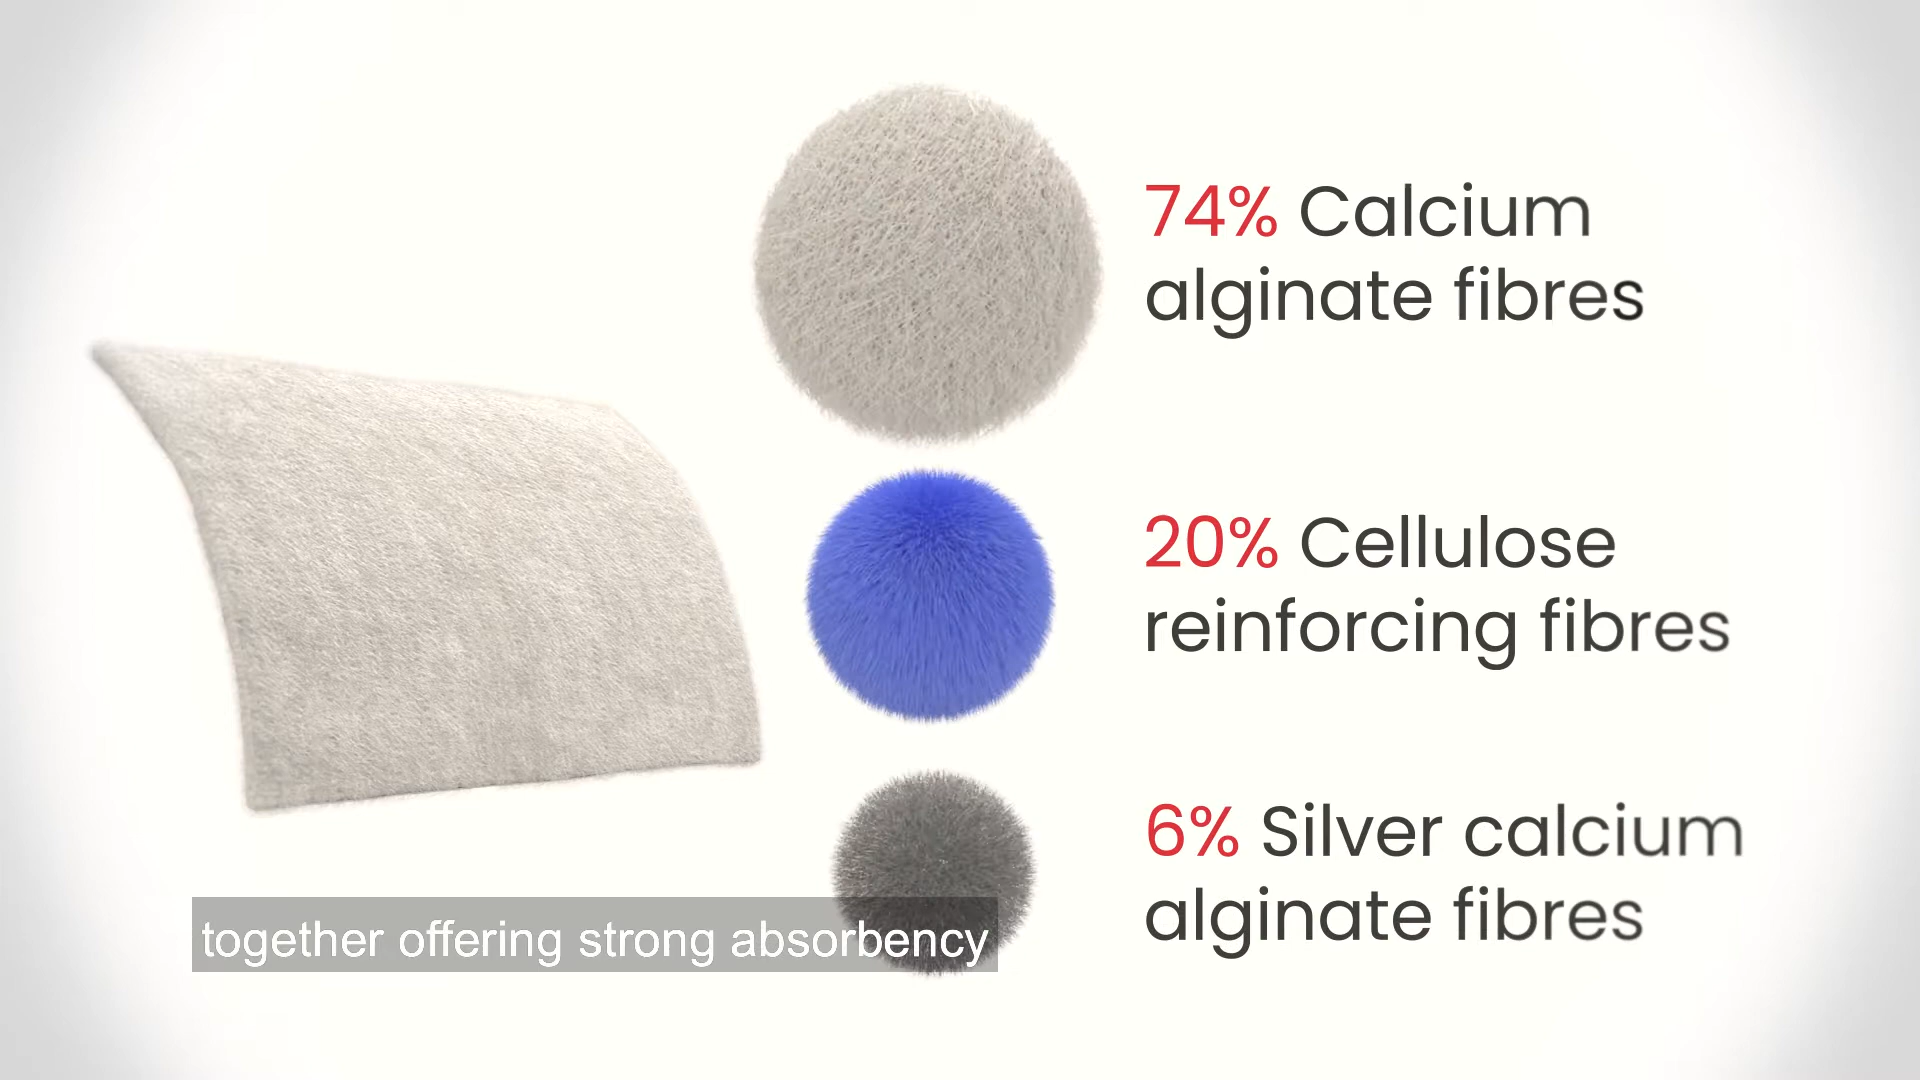 74% Calcium
alginate fibres
20% Cellulose
reinforcing fibres
6% Silver calcium
alginate fibres
together offering strong absorbency